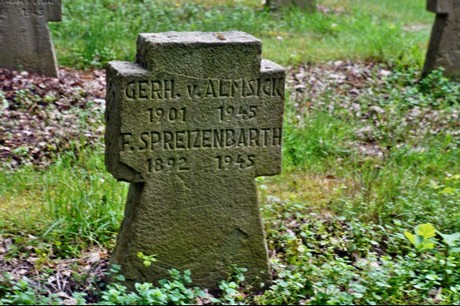 GERH. v. ALMSICK
1901 1945
F. SPREIZENBARTH
1892 1945